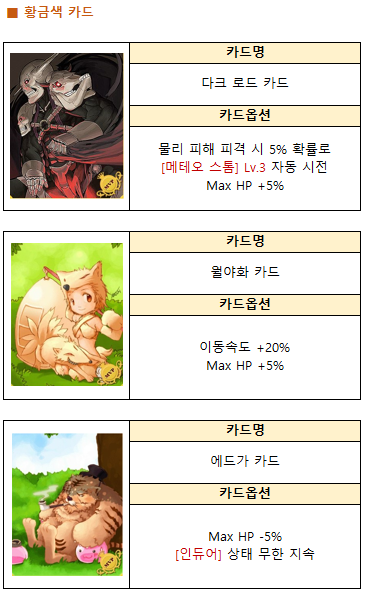 ■ 황금색 카드
카드명
다크 로드 카드
카드옵션
물리 피해 피격 시 5% 확률로
[메테오 스톰] Lv.3 자동 시전
Max HP +5%
MVP
카드명
월야화 카드
카드옵션
이동속도 +20%
Max HP +5%
MVP
카드명
에드가 카드
카드옵션
Max HP -5%
[인듀어] 상태 무한 지속
MVP